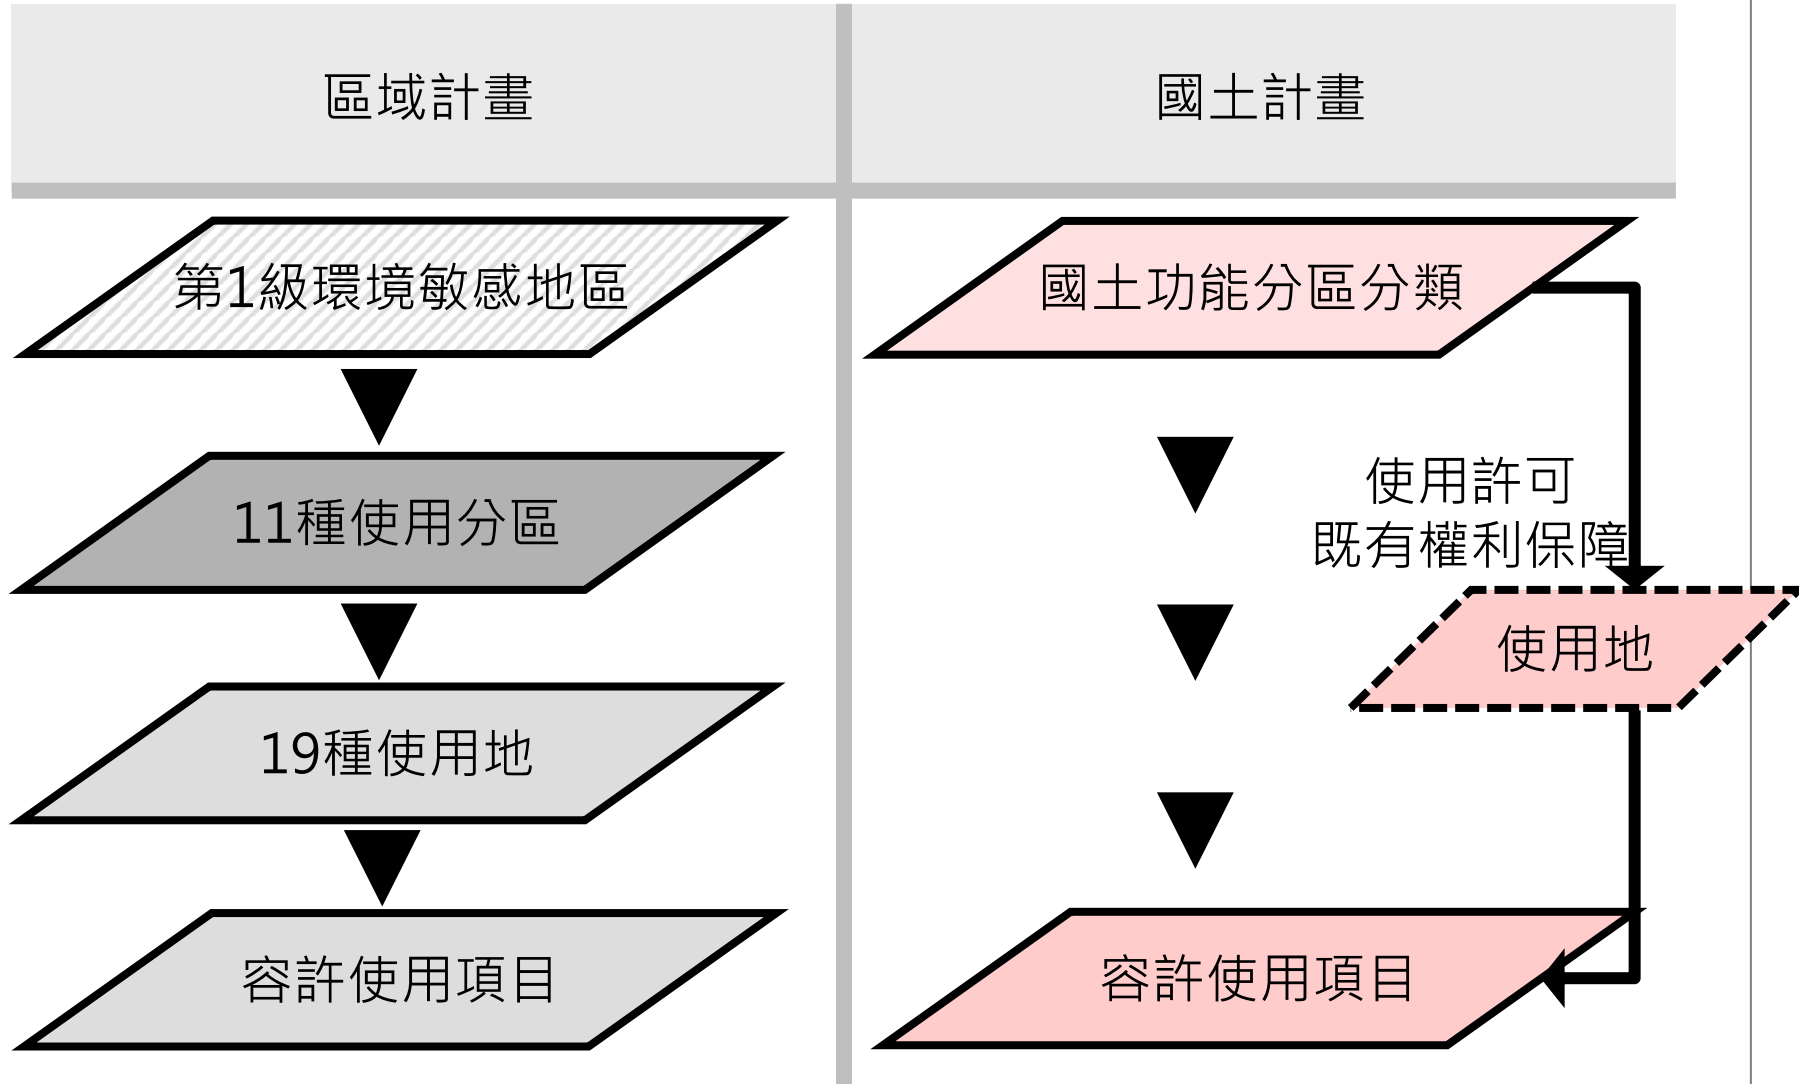 區域計畫
國土計畫
第1級環境敏感地區
11種使用分區
19種使用地
容許使用項目
國土功能分区分類
使用許可
既有權利保障
使用地
容許使用項目